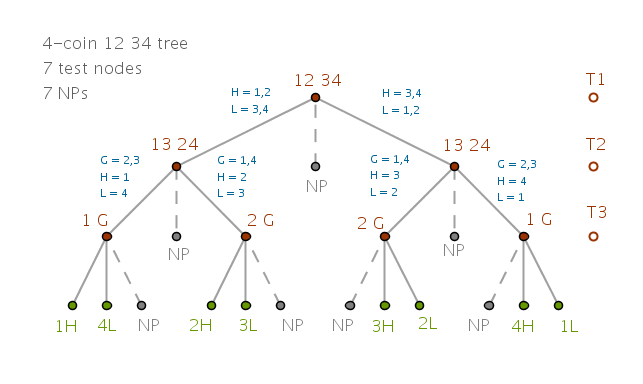 4-coin 12 34 tree
7 test nodes
7 NPs
12 34
T1
H = 1,2
L = 3,4
H = 3,4
L = 1,2
NP
13 24
13 24
T2
G = 2,3
H = 1
L = 4
G = 1,4
H = 2
L = 3
G = 1,4
H = 3
L = 2
G = 2,3
H = 4
L = 1
1 G
NP
2 G
2 G
NP
1 G
T3
1H
4L
NP
2H
3L
NP
NP
3H
2L
NP
4H
1L